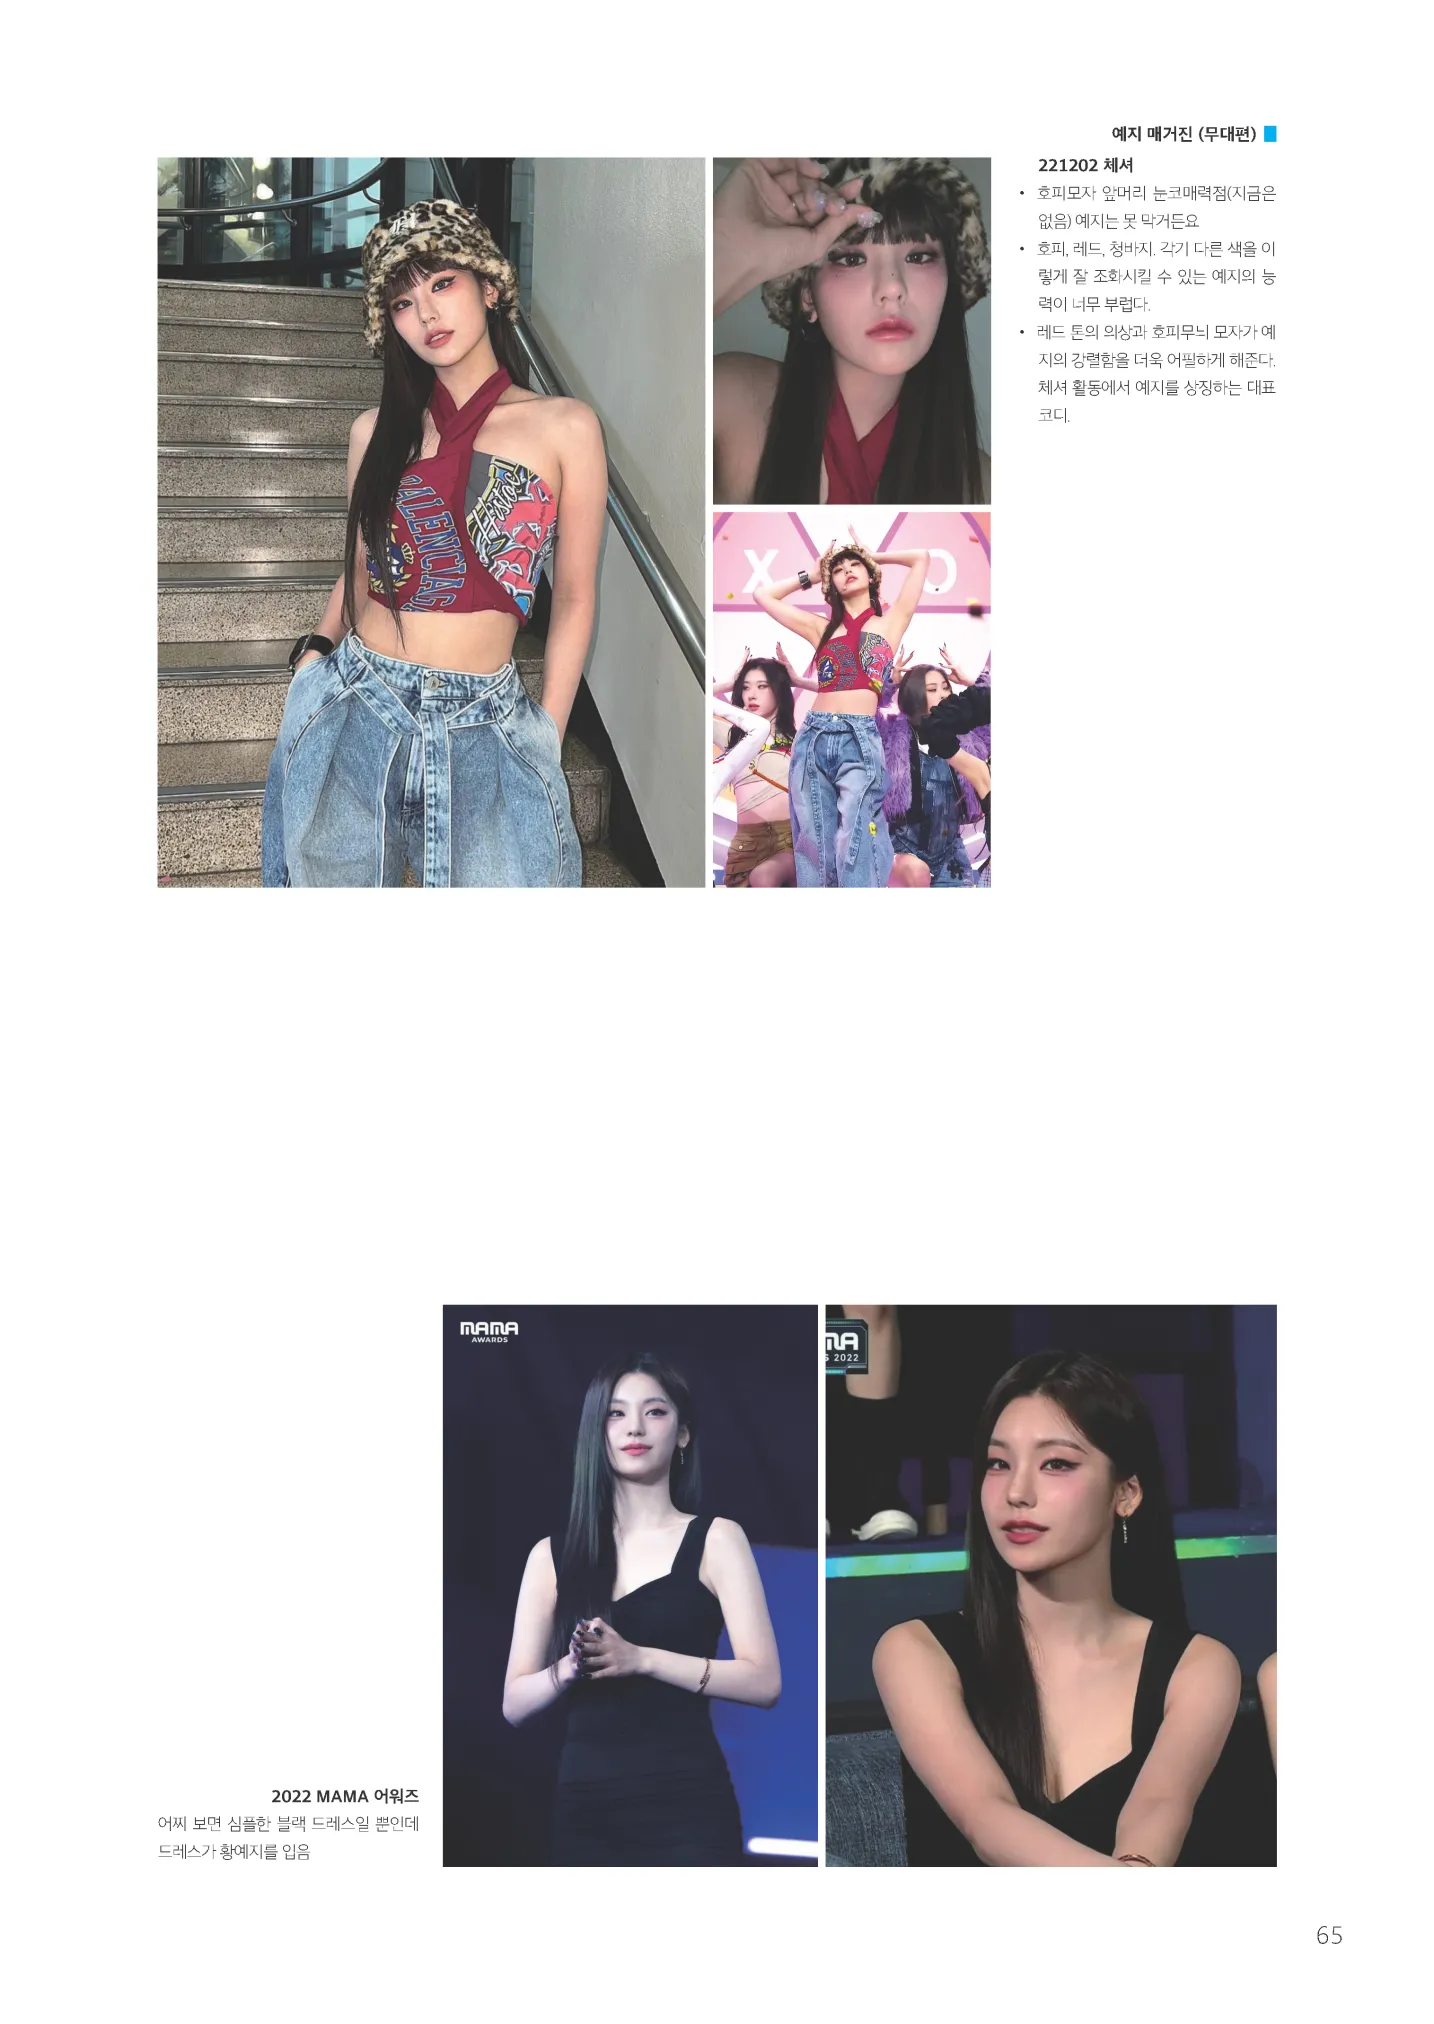 예지 매거진 (무대편)
221202 체셔
• 호피모자 앞머리 눈코매력점(지금은
없음) 예지는 못 막거든요
• 호피, 레드, 청바지. 각기 다른 색을 이
렇게 잘 조화시킬 수 있는 예지의 능
력이 너무 부럽다.
• 레드 톤의 의상과 호피무늬 모자가 예
지의 강렬함을 더욱 어필하게 해준다.
체셔 활동에서 예지를 상징하는 대표
코디.
BALENCIAG
X O
MAMA
AWARDS
MA
S 2022
2022 MAMA 어워즈
어찌 보면 심플한 블랙 드레스일 뿐인데
드레스가 황예지를 입음
65